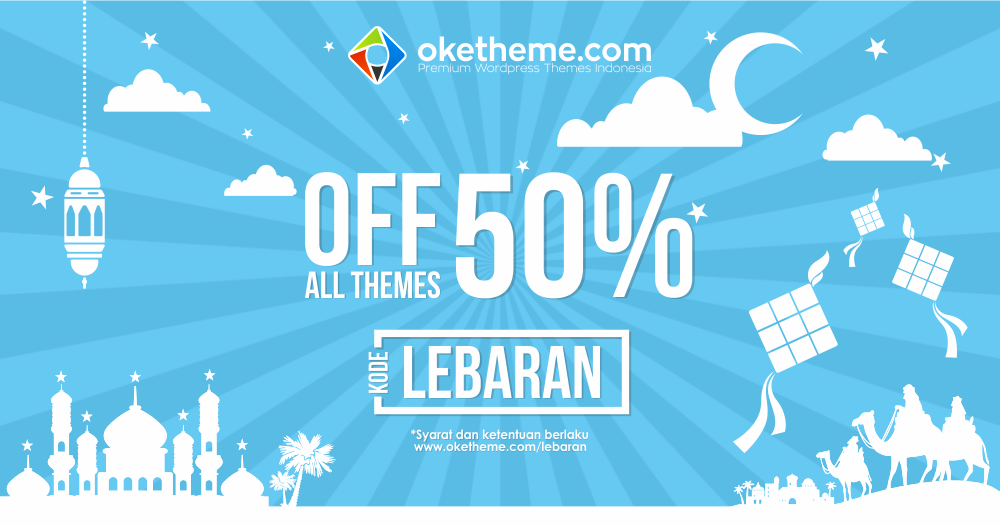 oketheme.com
Premium Wordpress Themes Indonesia
OFF 50%
ALL THEMES
KODE LEBARAN
*Syarat dan ketentuan berlaku
www.oketheme.com/lebaran